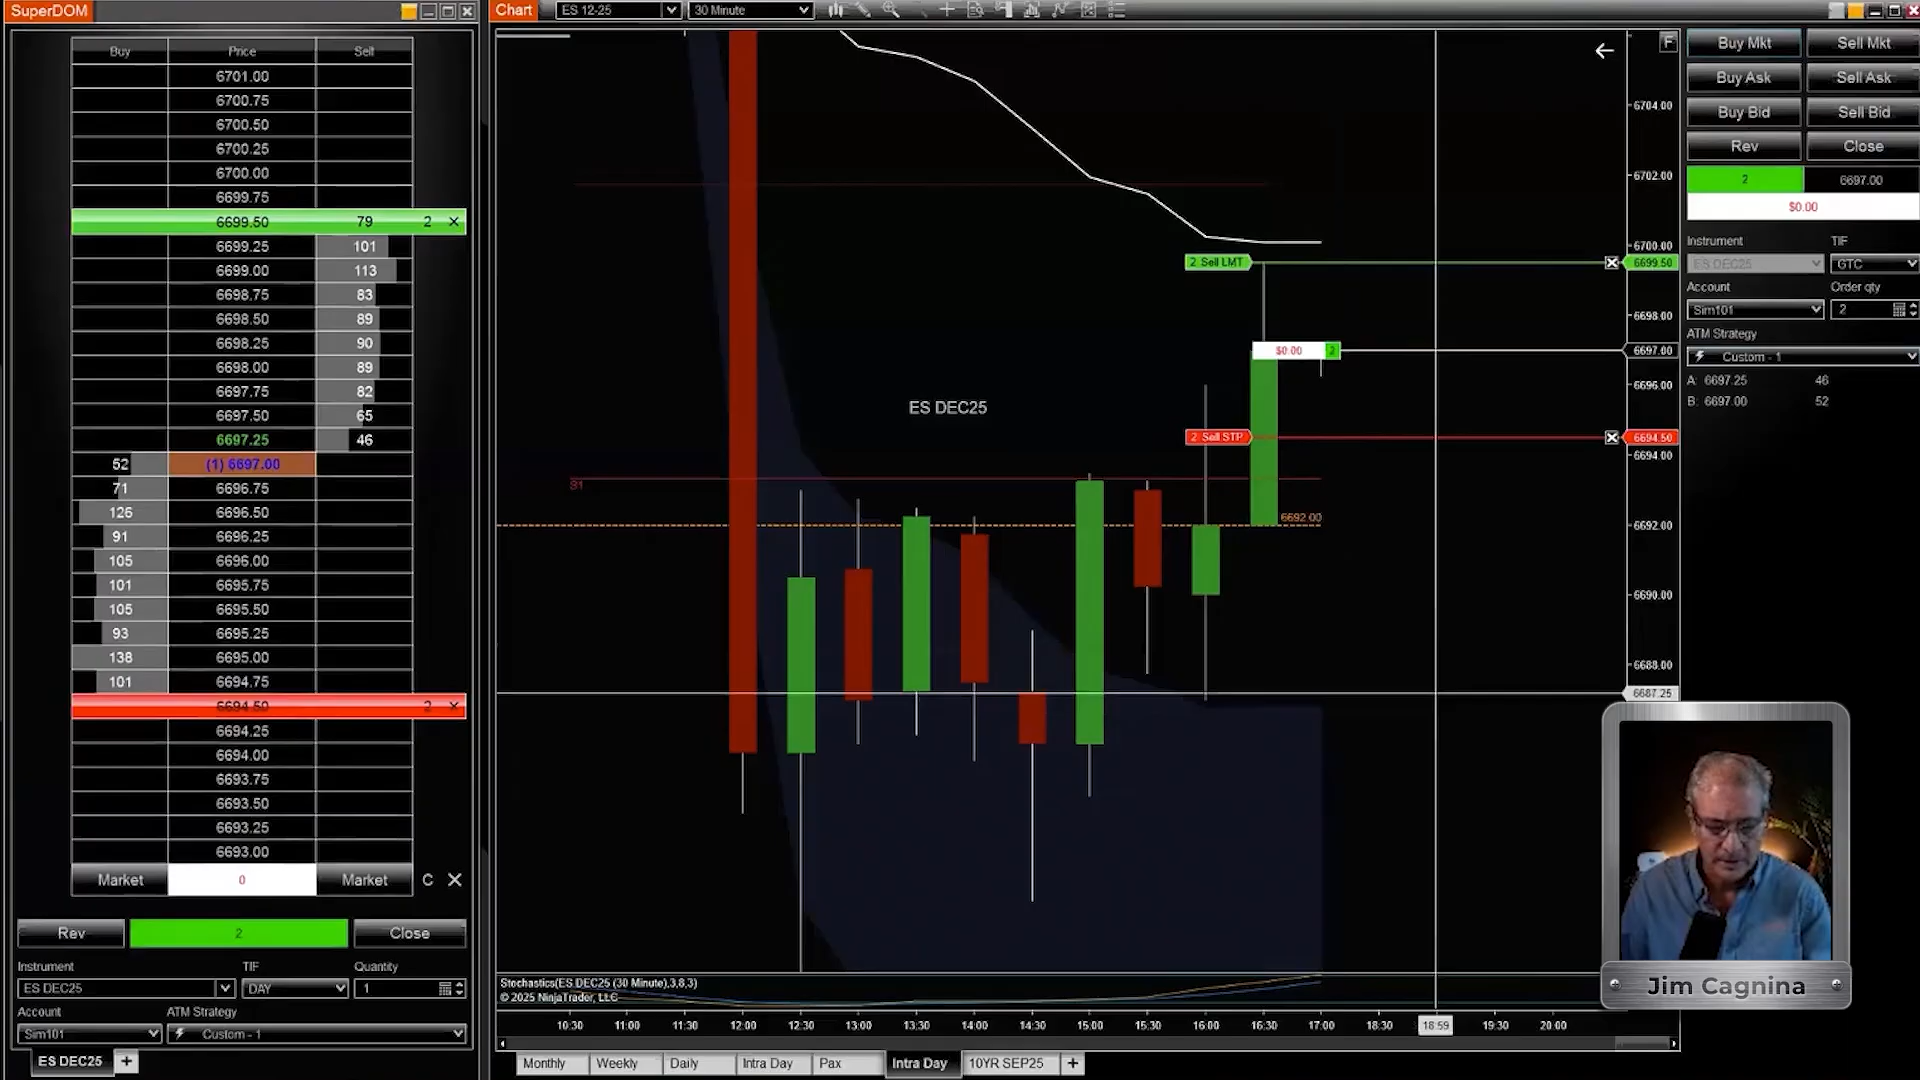 SuperDOM
Buy Price Sell
6701.00
6700.75
6700.50
6700.25
6700.00
6699.75
6699.50 79 2 ×
6699.25 101
6699.00 113
6698.75 83
6698.50 89
6698.25 90
6698.00 89
6697.75 82
6697.50 65
6697.25 46
52 (1) 6697.00
71 6696.75
126 6696.50
91 6696.25
105 6696.00
101 6695.75
105 6695.50
93 6695.25
138 6695.00
101 6694.75
6694.50 2 ×
6694.25
6694.00
6693.75
6693.50
6693.25
6693.00
Market 0 Market C X
Rev 2 Close
Instrument TIF Quantity
ES DEC25 DAY 1
Account ATM Strategy
Sim101 Custom - 1
ES DEC25 +
Chart ES 12-25 30 Minute
F
6704.00
6702.00
6700.00
2 Sell LMT 6699.50
6698.00
$0.00 2 6697.00
6696.00
ES DEC25
2 Sell STP 6694.50
6694.00
S1
6692.00 6692.00
6690.00
6688.00
6687.25
Stochastics(ES DEC25 (30 Minute),3,8,3)
© 2025 NinjaTrader, LLC
10:30 11:00 11:30 12:00 12:30 13:00 13:30 14:00 14:30 15:00 15:30 16:00 16:30 17:00 18:30 18:59 19:30 20:00
Monthly Weekly Daily Intra Day Pax Intra Day 10YR SEP25 +
Buy Mkt Sell Mkt
Buy Ask Sell Ask
Buy Bid Sell Bid
Rev Close
2 6697.00
$0.00
Instrument TIF
ES DEC25 GTC
Account Order qty
Sim101 2
ATM Strategy
Custom - 1
A: 6697.25 46
B: 6697.00 52
Jim Cagnina